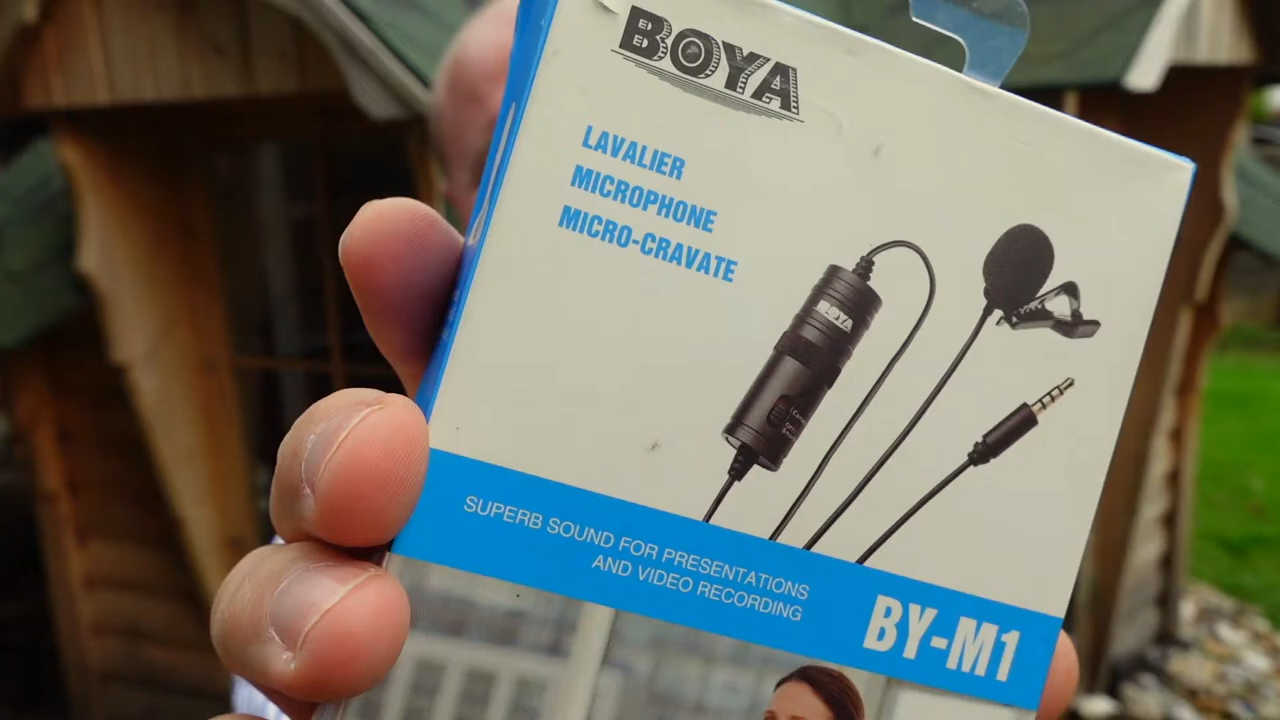 BOYA
LAVALIER
MICROPHONE
MICRO-CRAVATE
BOYA
SUPERB SOUND FOR PRESENTATIONS
AND VIDEO RECORDING
BY-M1